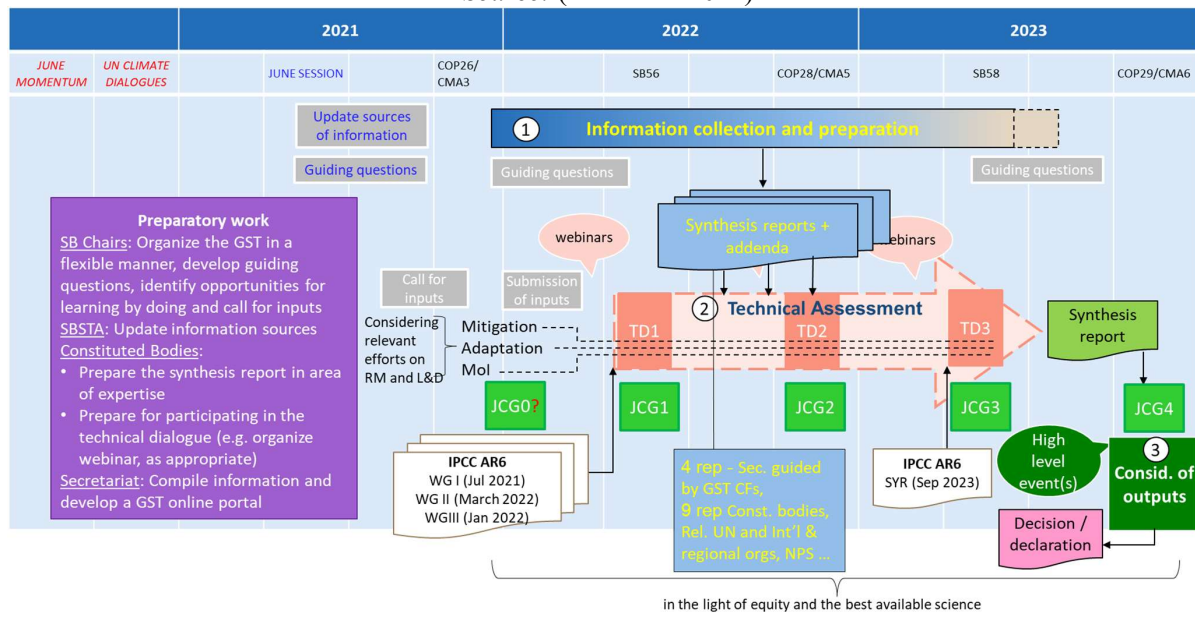 2021
2022
2023
JUNE MOMENTUM
UN CLIMATE DIALOGUES
JUNE SESSION
COP26/ CMA3
SB56
COP28/CMA5
SB58
COP29/CMA6
Update sources
of information
1
Information collection and preparation
Guiding questions
Guiding questions
Guiding questions
Preparatory work
SB Chairs: Organize the GST in a
flexible manner, develop guiding
questions, identify opportunities for
learning by doing and call for inputs
SBSTA: Update information sources
Constituted Bodies:
• Prepare the synthesis report in area
of expertise
• Prepare for participating in the
technical dialogue (e.g. organize
webinar, as appropriate)
Secretariat: Compile information and
develop a GST online portal
webinars
Synthesis reports +
addenda
webinars
Call for
inputs
Submission
of inputs
Considering
relevant
efforts on
RM and L&D
Mitigation
Adaptation
MoI
2
Technical Assessment
TD1
TD2
TD3
Synthesis
report
JCG0?
JCG1
JCG2
JCG3
JCG4
IPCC AR6
WG I (Jul 2021)
WG II (March 2022)
WGIII (Jan 2022)
4 rep - Sec. guided
by GST CFs,
9 rep Const. bodies,
Rel. UN and Int'l &
regional orgs, NPS ...
IPCC AR6
SYR (Sep 2023)
High
level
event(s)
3
Consid. of
outputs
Decision /
declaration
in the light of equity and the best available science